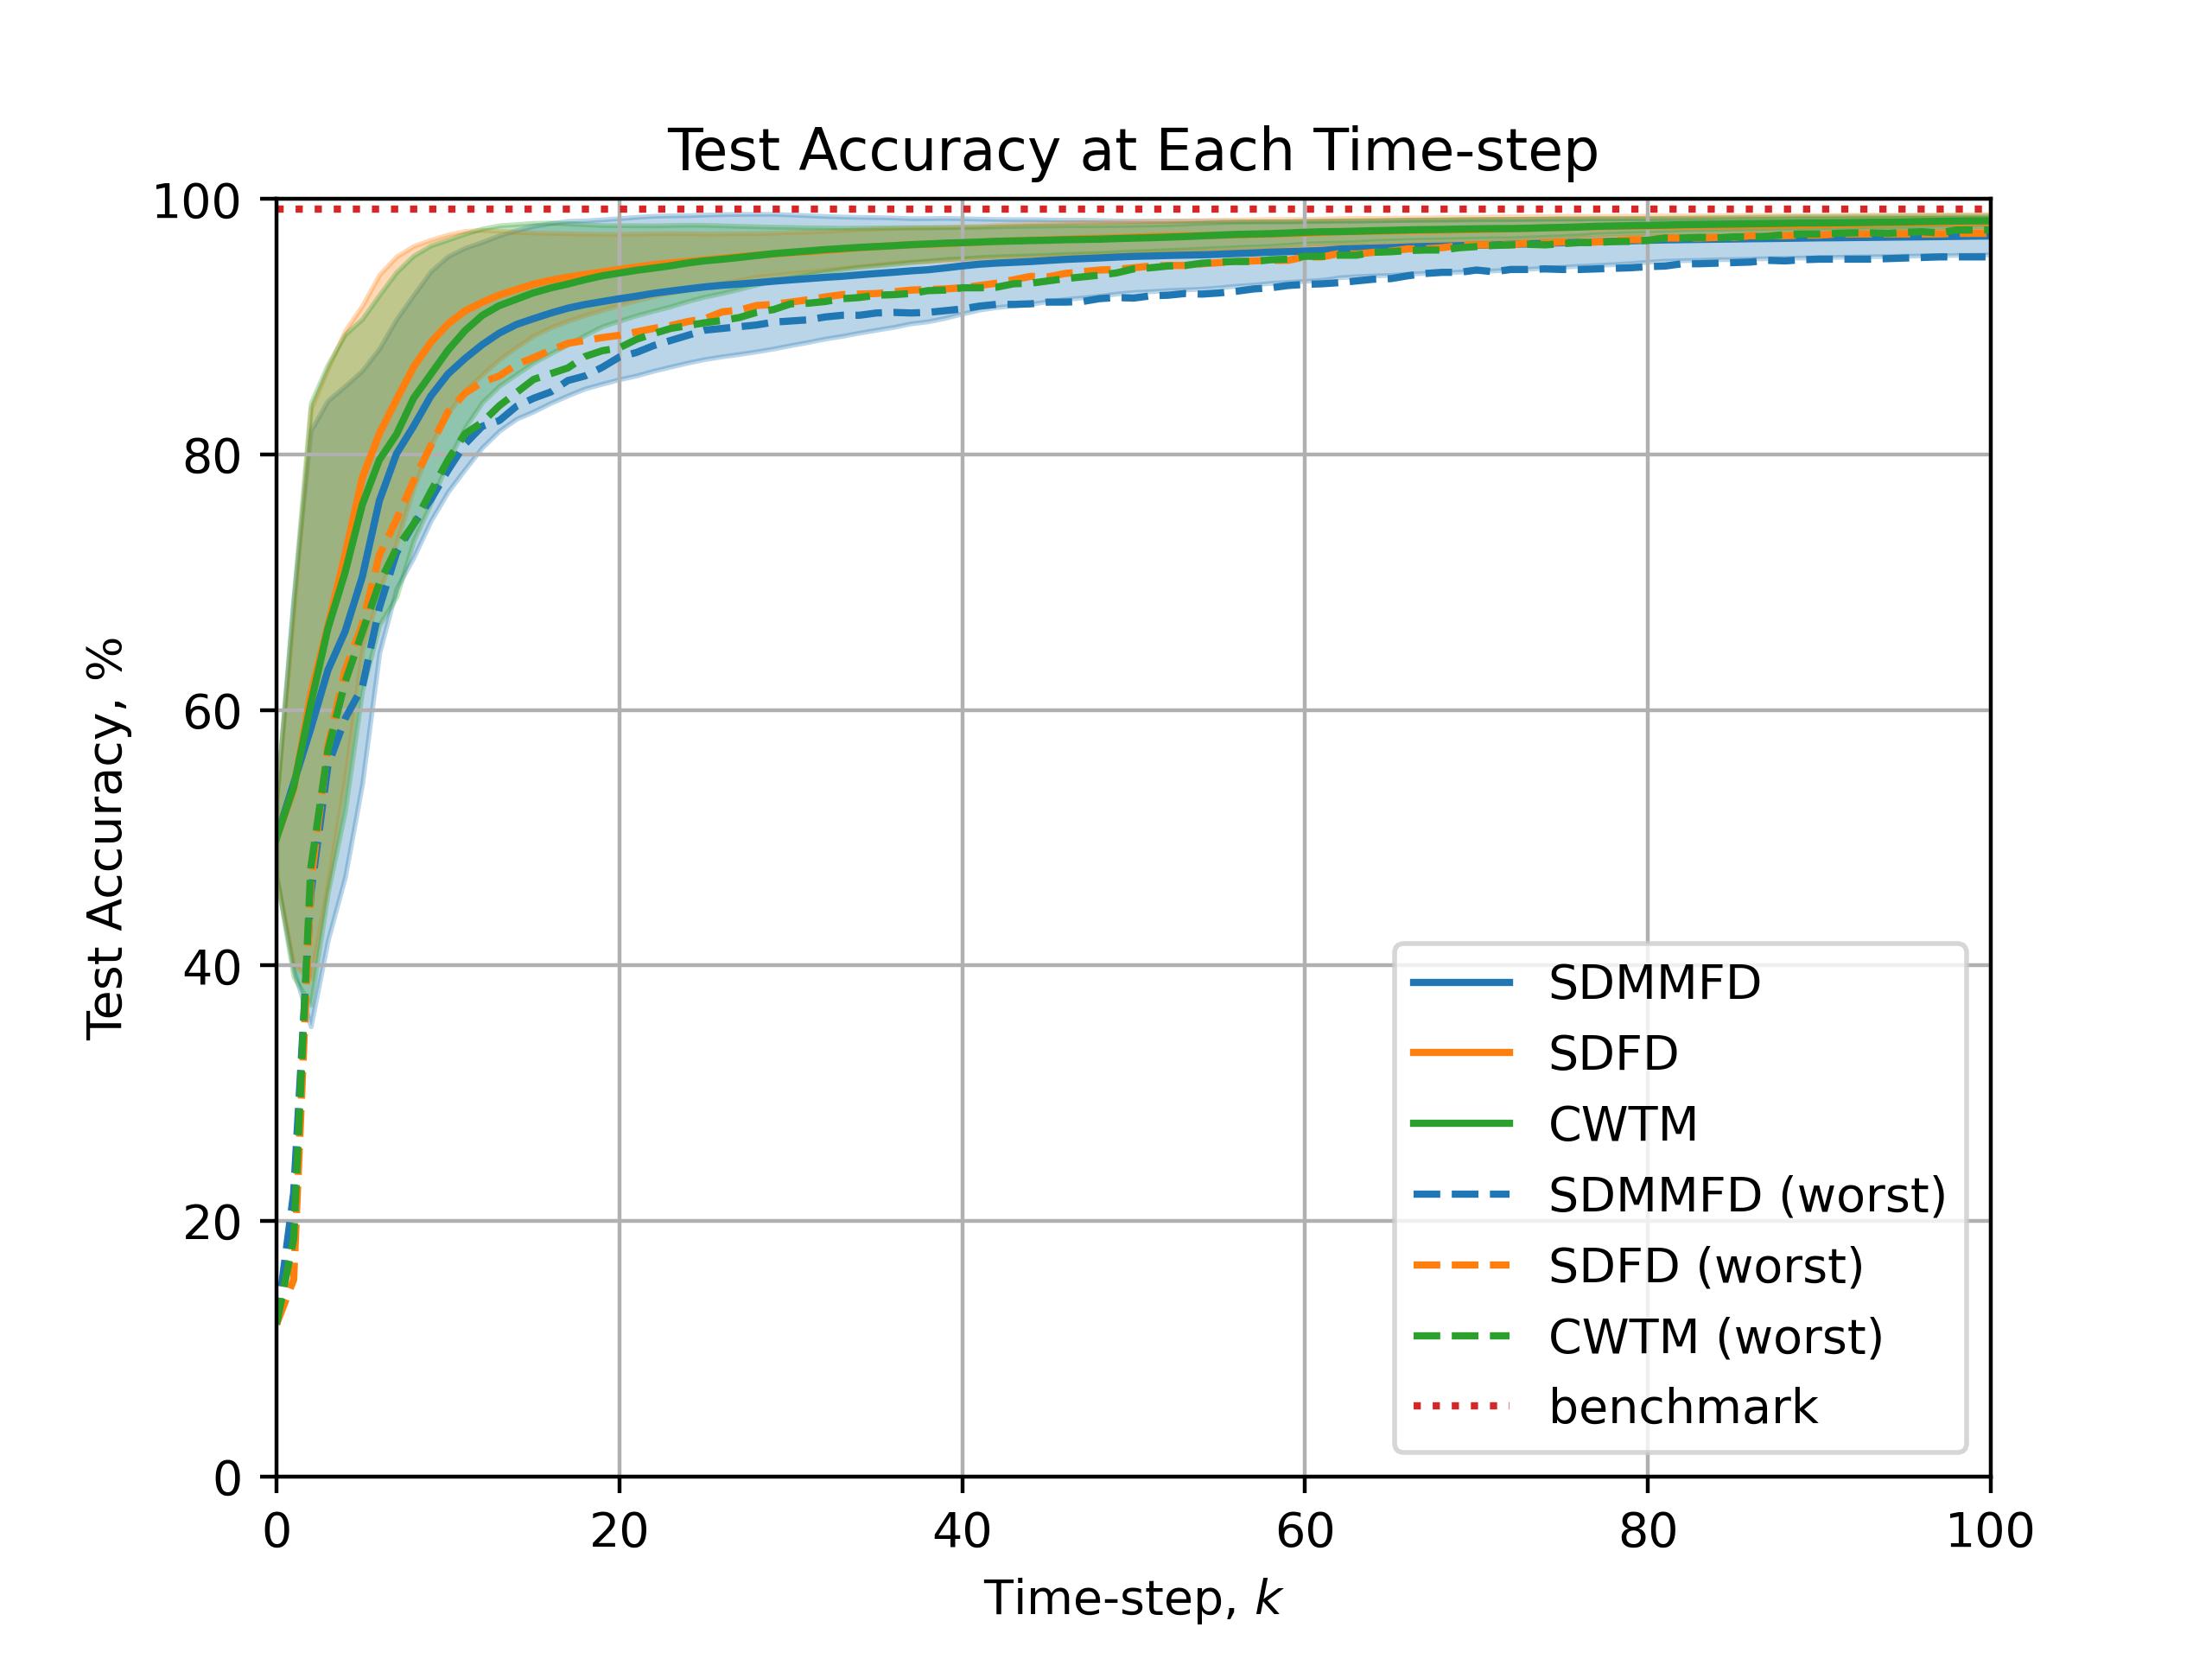 Test Accuracy at Each Time-step
100
80
60
40
20
0
Test Accuracy, %
SDMMFD
SDFD
CWTM
SDMMFD (worst)
SDFD (worst)
CWTM (worst)
benchmark
0 20 40 60 80 100
Time-step, k